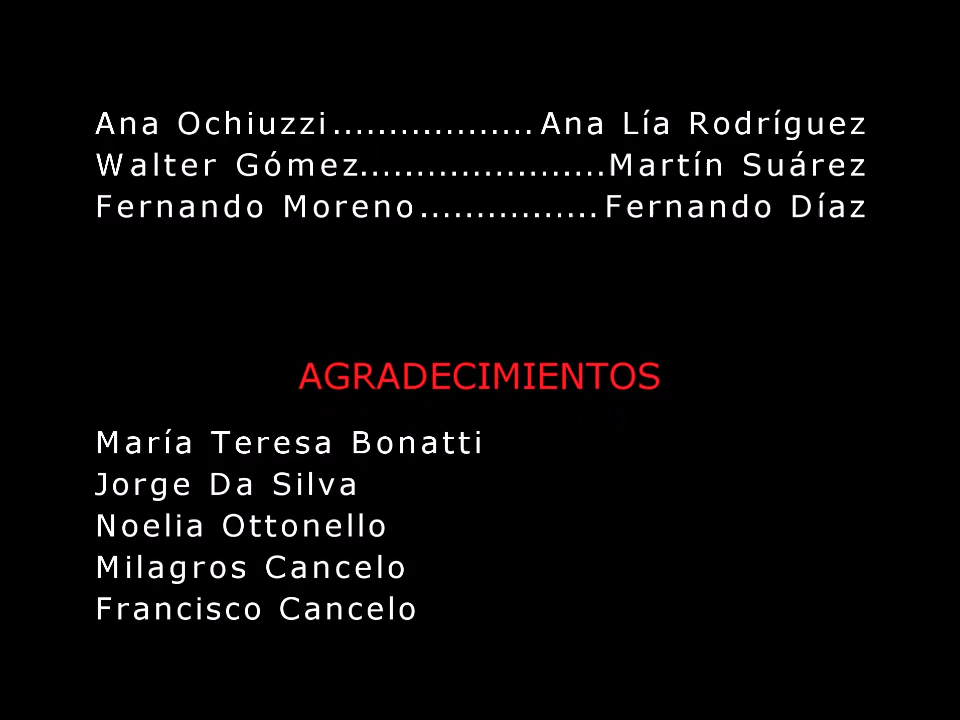 Ana Ochiuzzi..................Ana Lía Rodríguez
Walter Gómez......................Martín Suárez
Fernando Moreno................Fernando Díaz
AGRADECIMIENTOS
María Teresa Bonatti
Jorge Da Silva
Noelia Ottonello
Milagros Cancelo
Francisco Cancelo